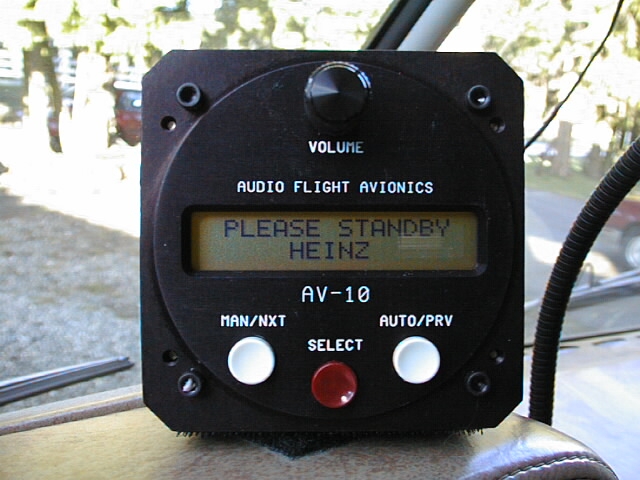 VOLUME
AUDIO FLIGHT AVIONICS
PLEASE STANDBY
HEINZ
AV-10
MAN/NXT
AUTO/PRV
SELECT